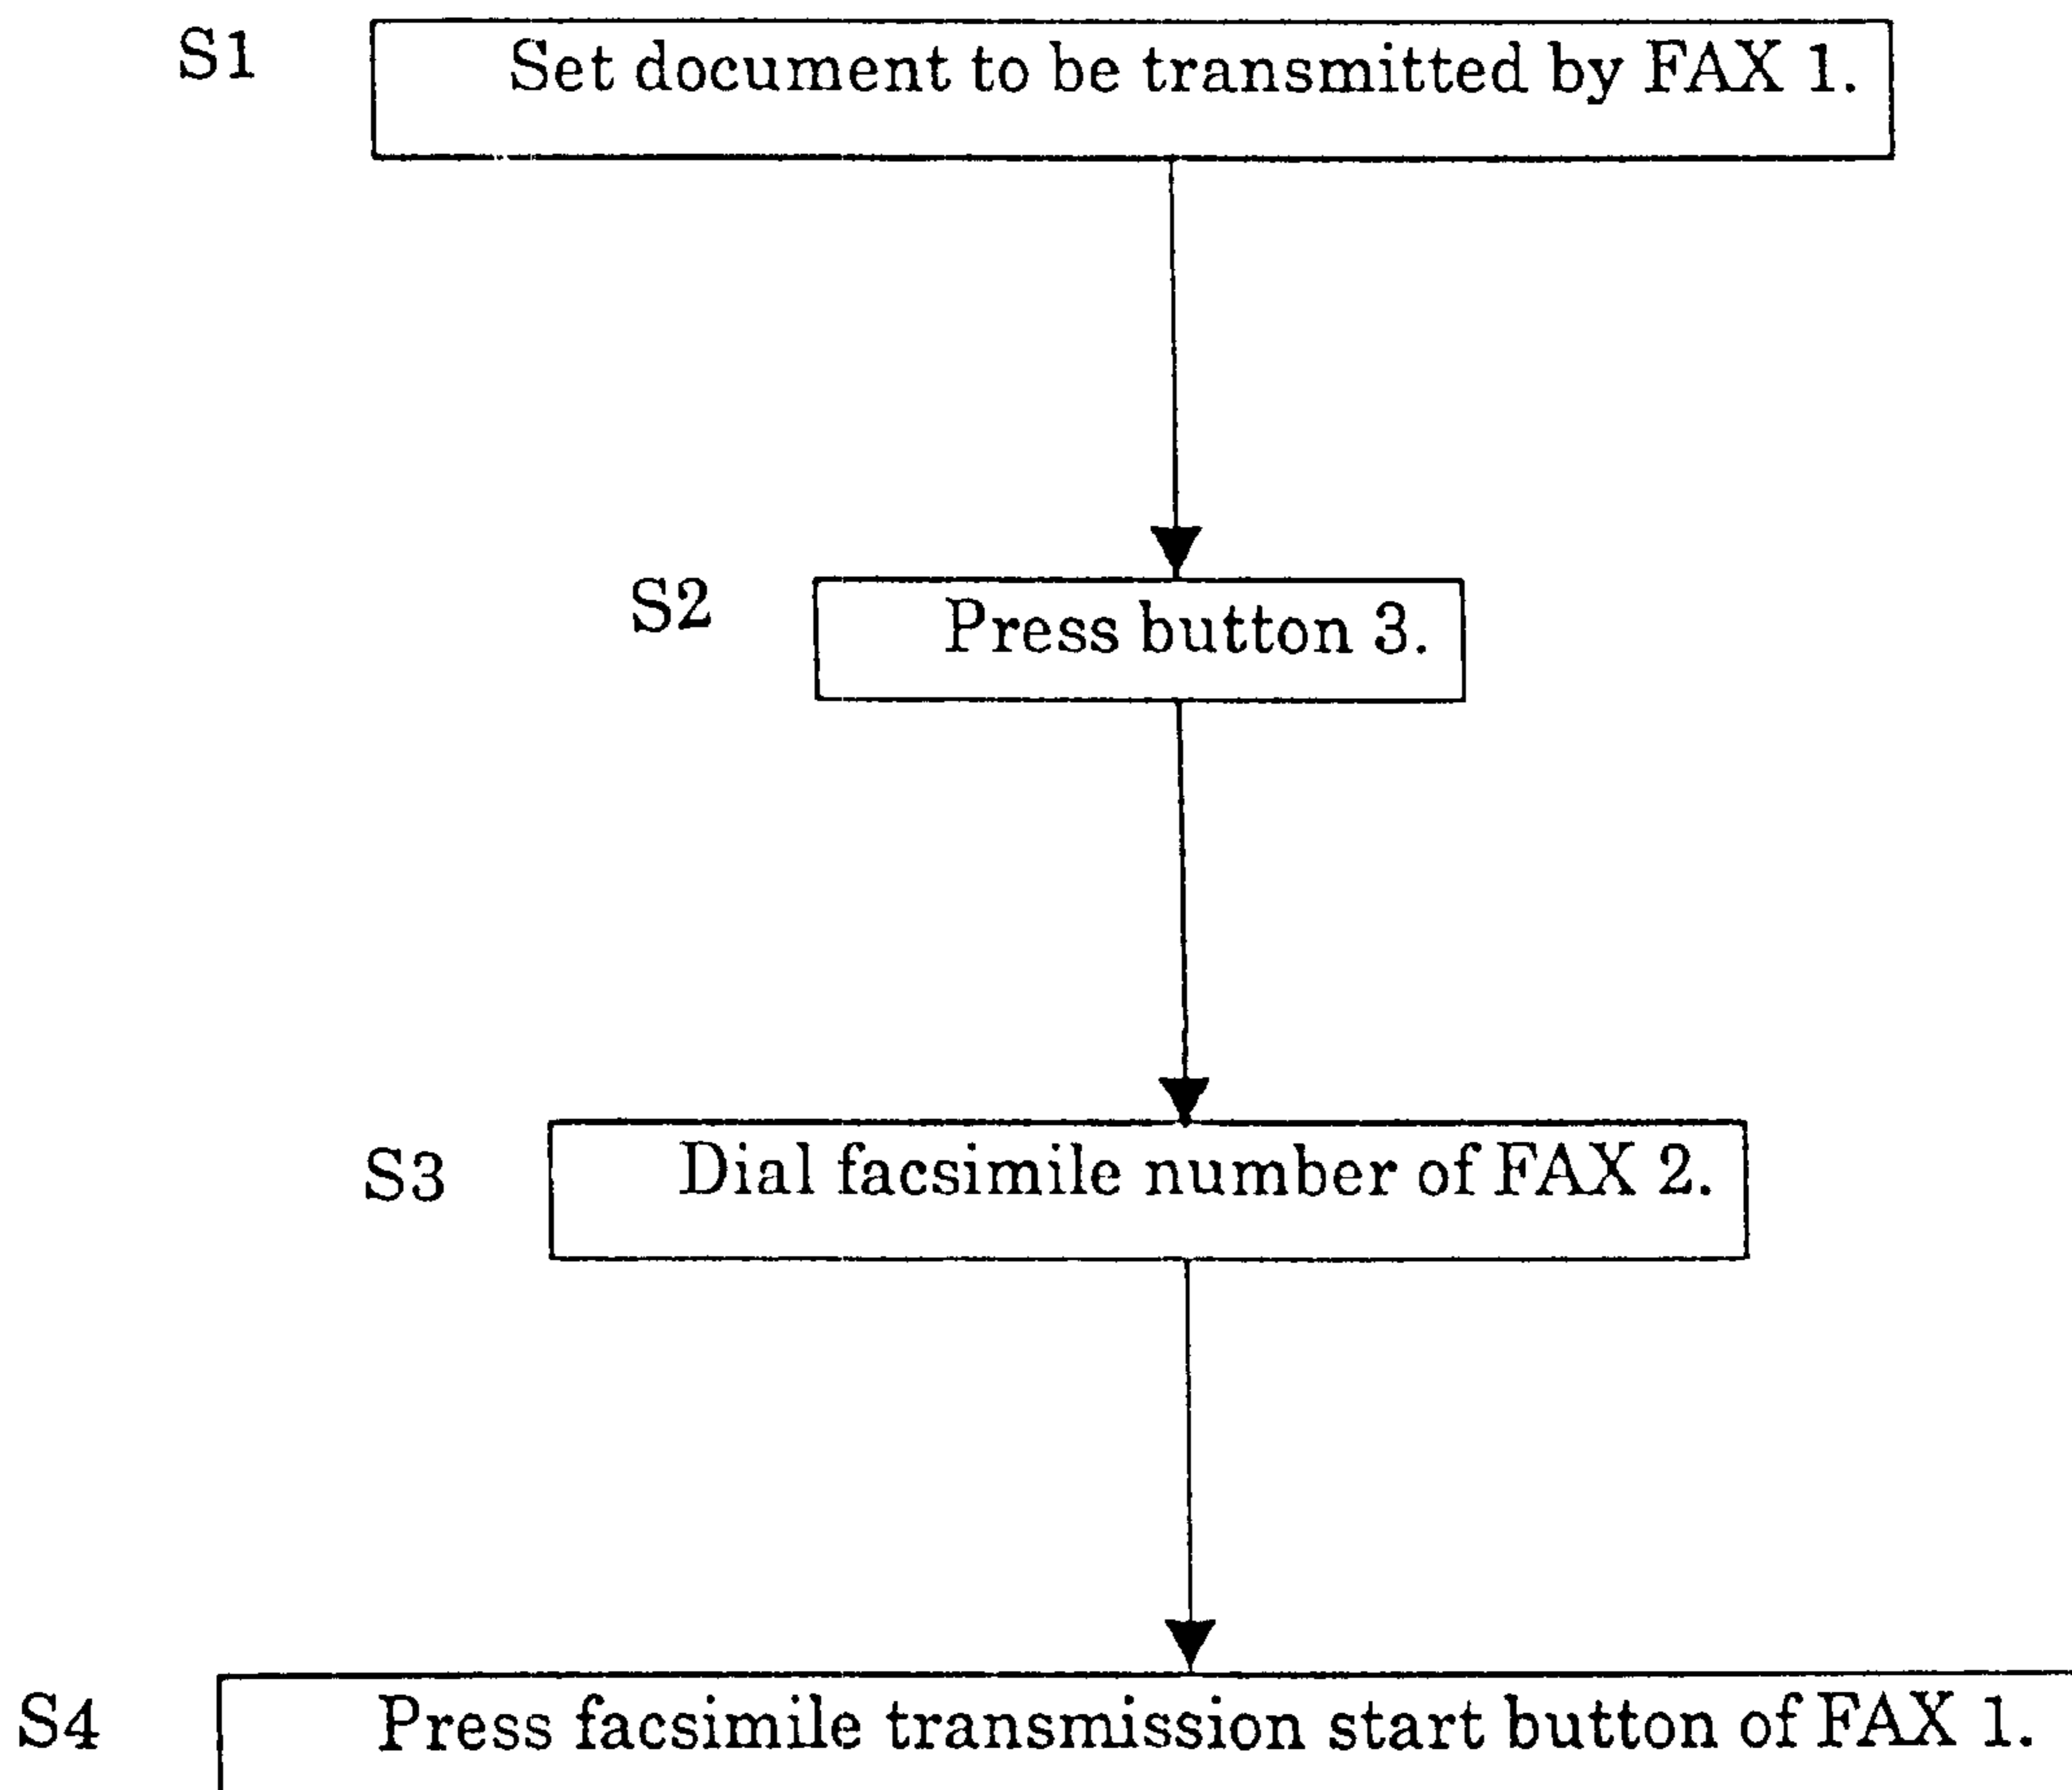 S1 Set document to be transmitted by FAX 1.
S2 Press button 3.
S3 Dial facsimile number of FAX 2.
S4 Press facsimile transmission start button of FAX 1.